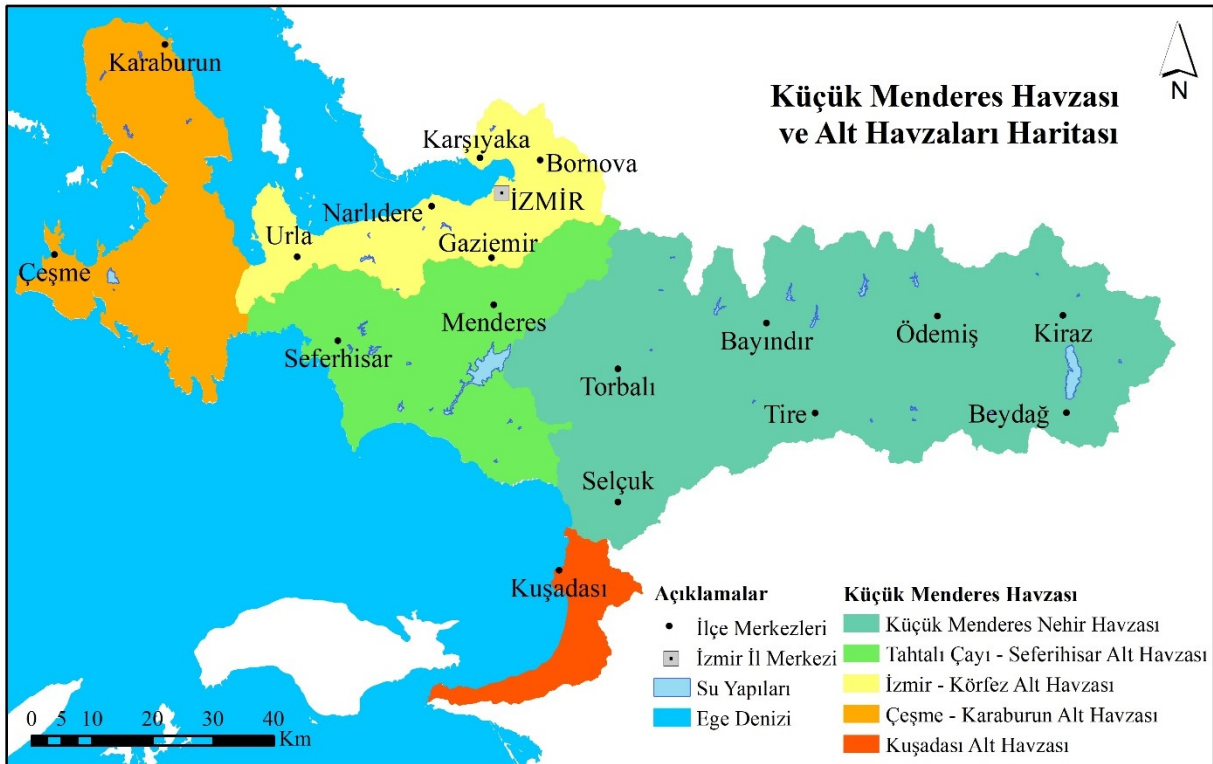 Küçük Menderes Havzası
ve Alt Havzaları Haritası
N
Karaburun
Karşıyaka
Bornova
İZMİR
Narlıdere
Urla
Gaziemir
Çeşme
Menderes
Seferhisar
Bayındır
Ödemiş
Kiraz
Torbalı
Tire
Beydağ
Selçuk
Kuşadası
Açıklamalar
İlçe Merkezleri
İzmir İl Merkezi
Su Yapıları
Ege Denizi
Küçük Menderes Havzası
Küçük Menderes Nehir Havzası
Tahtalı Çayı - Seferihisar Alt Havzası
İzmir - Körfez Alt Havzası
Çeşme - Karaburun Alt Havzası
Kuşadası Alt Havzası
0 5 10 20 30 40
Km